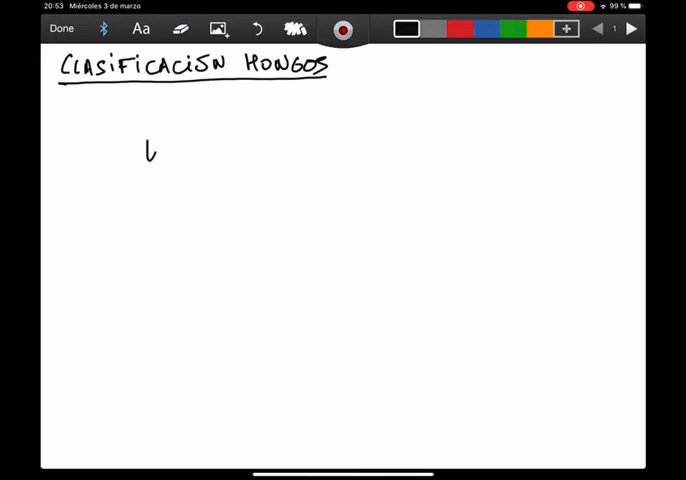 20:53 Miércoles 3 de marzo 99 %
Done Aa 1
CLASIFICACIÓN HONGOS